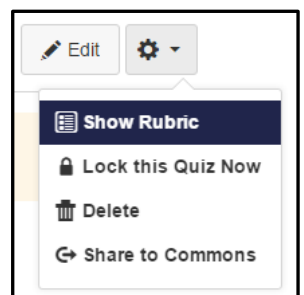 Edit
Show Rubric
Lock this Quiz Now
Delete
Share to Commons